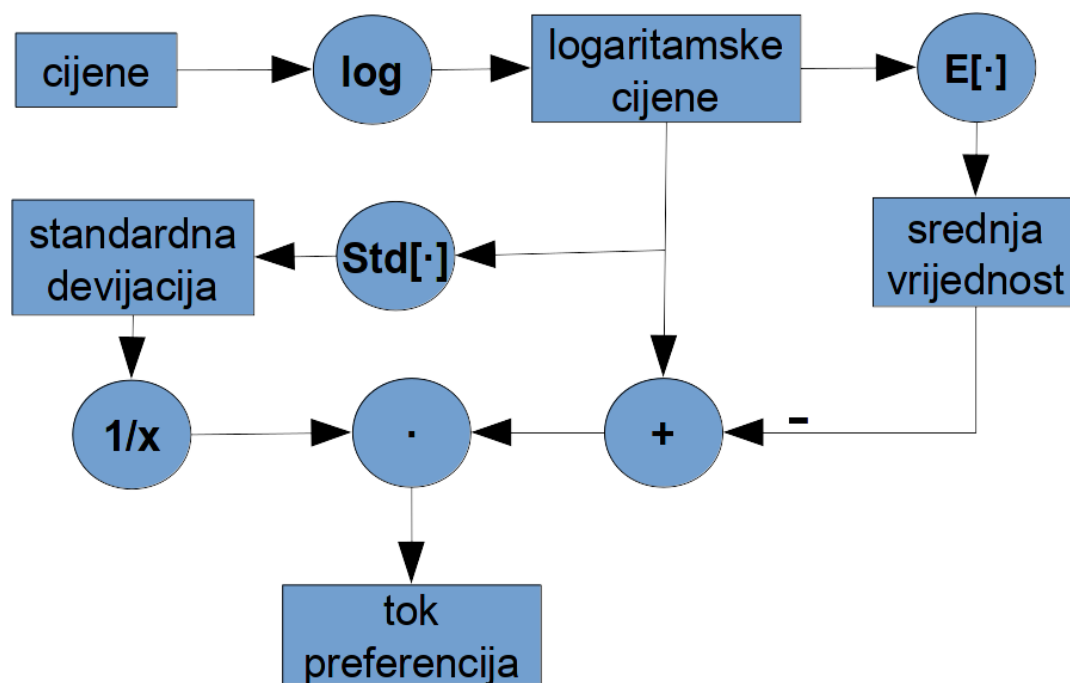 cijene
log
logaritamske
cijene
E[·]
standardna
devijacija
Std[·]
srednja
vrijednost
1/x
·
+
-
tok
preferencija